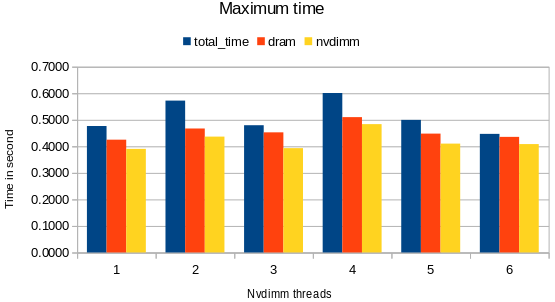 Maximum time
total_time dram nvdimm
0.7000
0.6000
0.5000
0.4000
0.3000
0.2000
0.1000
0.0000
Time in second
1 2 3 4 5 6
Nvdimm threads